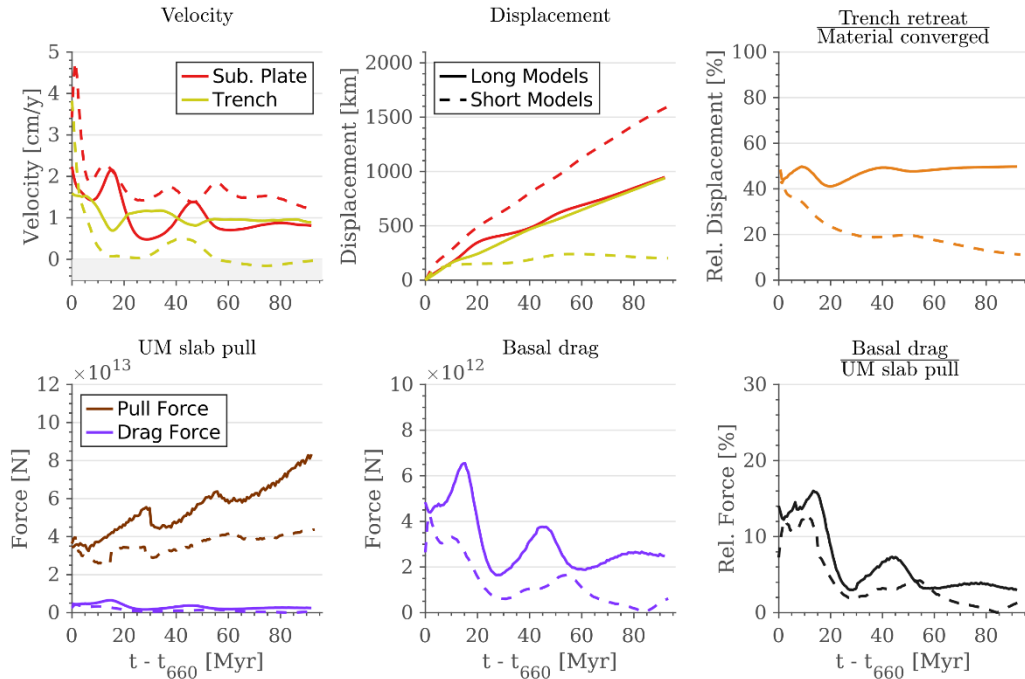 Velocity
Velocity [cm/y]
5
4
3
2
1
0
Sub. Plate
Trench
0 20 40 60 80
Displacement
Displacement [km]
2000
1500
1000
500
0
Long Models
Short Models
0 20 40 60 80
Trench retreat
Material converged
Rel. Displacement [%]
100
80
60
40
20
0
0 20 40 60 80
UM slab pull
×10^13
Force [N]
12
10
8
6
4
2
0
Pull Force
Drag Force
0 20 40 60 80
t - t_660 [Myr]
Basal drag
×10^12
Force [N]
10
8
6
4
2
0
0 20 40 60 80
t - t_660 [Myr]
Basal drag
UM slab pull
Rel. Force [%]
30
20
10
0
0 20 40 60 80
t - t_660 [Myr]